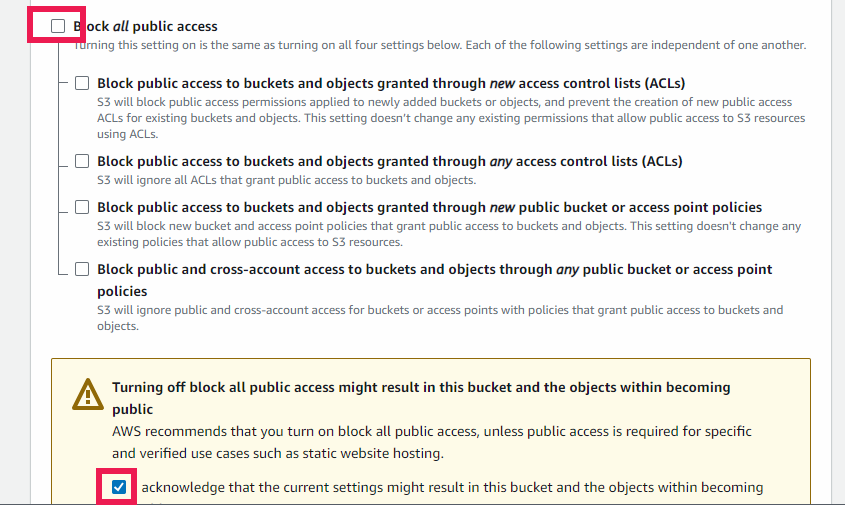 Block all public access
Turning this setting on is the same as turning on all four settings below. Each of the following settings are independent of one another.
Block public access to buckets and objects granted through new access control lists (ACLs)
S3 will block public access permissions applied to newly added buckets or objects, and prevent the creation of new public access
ACLs for existing buckets and objects. This setting doesn't change any existing permissions that allow public access to S3 resources
using ACLs.
Block public access to buckets and objects granted through any access control lists (ACLs)
S3 will ignore all ACLs that grant public access to buckets and objects.
Block public access to buckets and objects granted through new public bucket or access point policies
S3 will block new bucket and access point policies that grant public access to buckets and objects. This setting doesn't change any
existing policies that allow public access to S3 resources.
Block public and cross-account access to buckets and objects through any public bucket or access point
policies
S3 will ignore public and cross-account access for buckets or access points with policies that grant public access to buckets and
objects.
Turning off block all public access might result in this bucket and the objects within becoming
public
AWS recommends that you turn on block all public access, unless public access is required for specific
and verified use cases such as static website hosting.
acknowledge that the current settings might result in this bucket and the objects within becoming